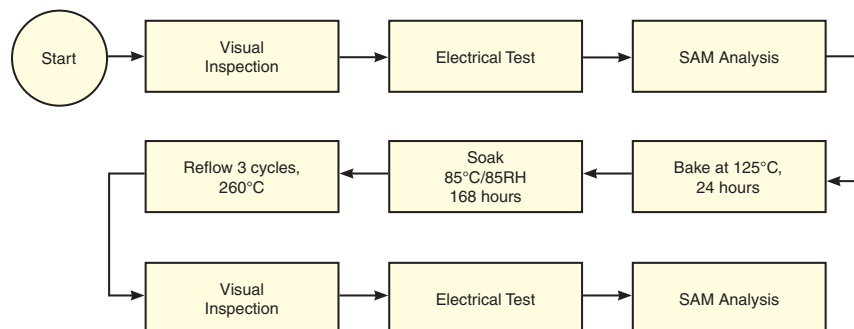 Start
Visual
Inspection
Electrical Test
SAM Analysis
Bake at 125°C,
24 hours
Soak
85°C/85RH
168 hours
Reflow 3 cycles,
260°C
Visual
Inspection
Electrical Test
SAM Analysis